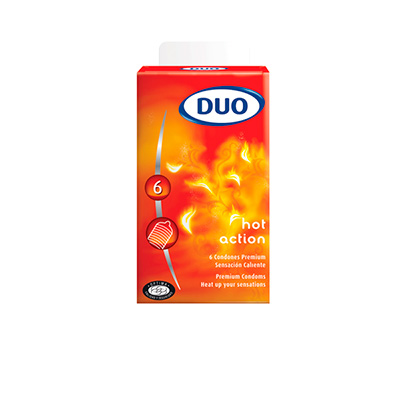 DUO
6
hot
action
6 Condones Premium
Sensación Caliente
Premium Condoms
Heat up your sensations